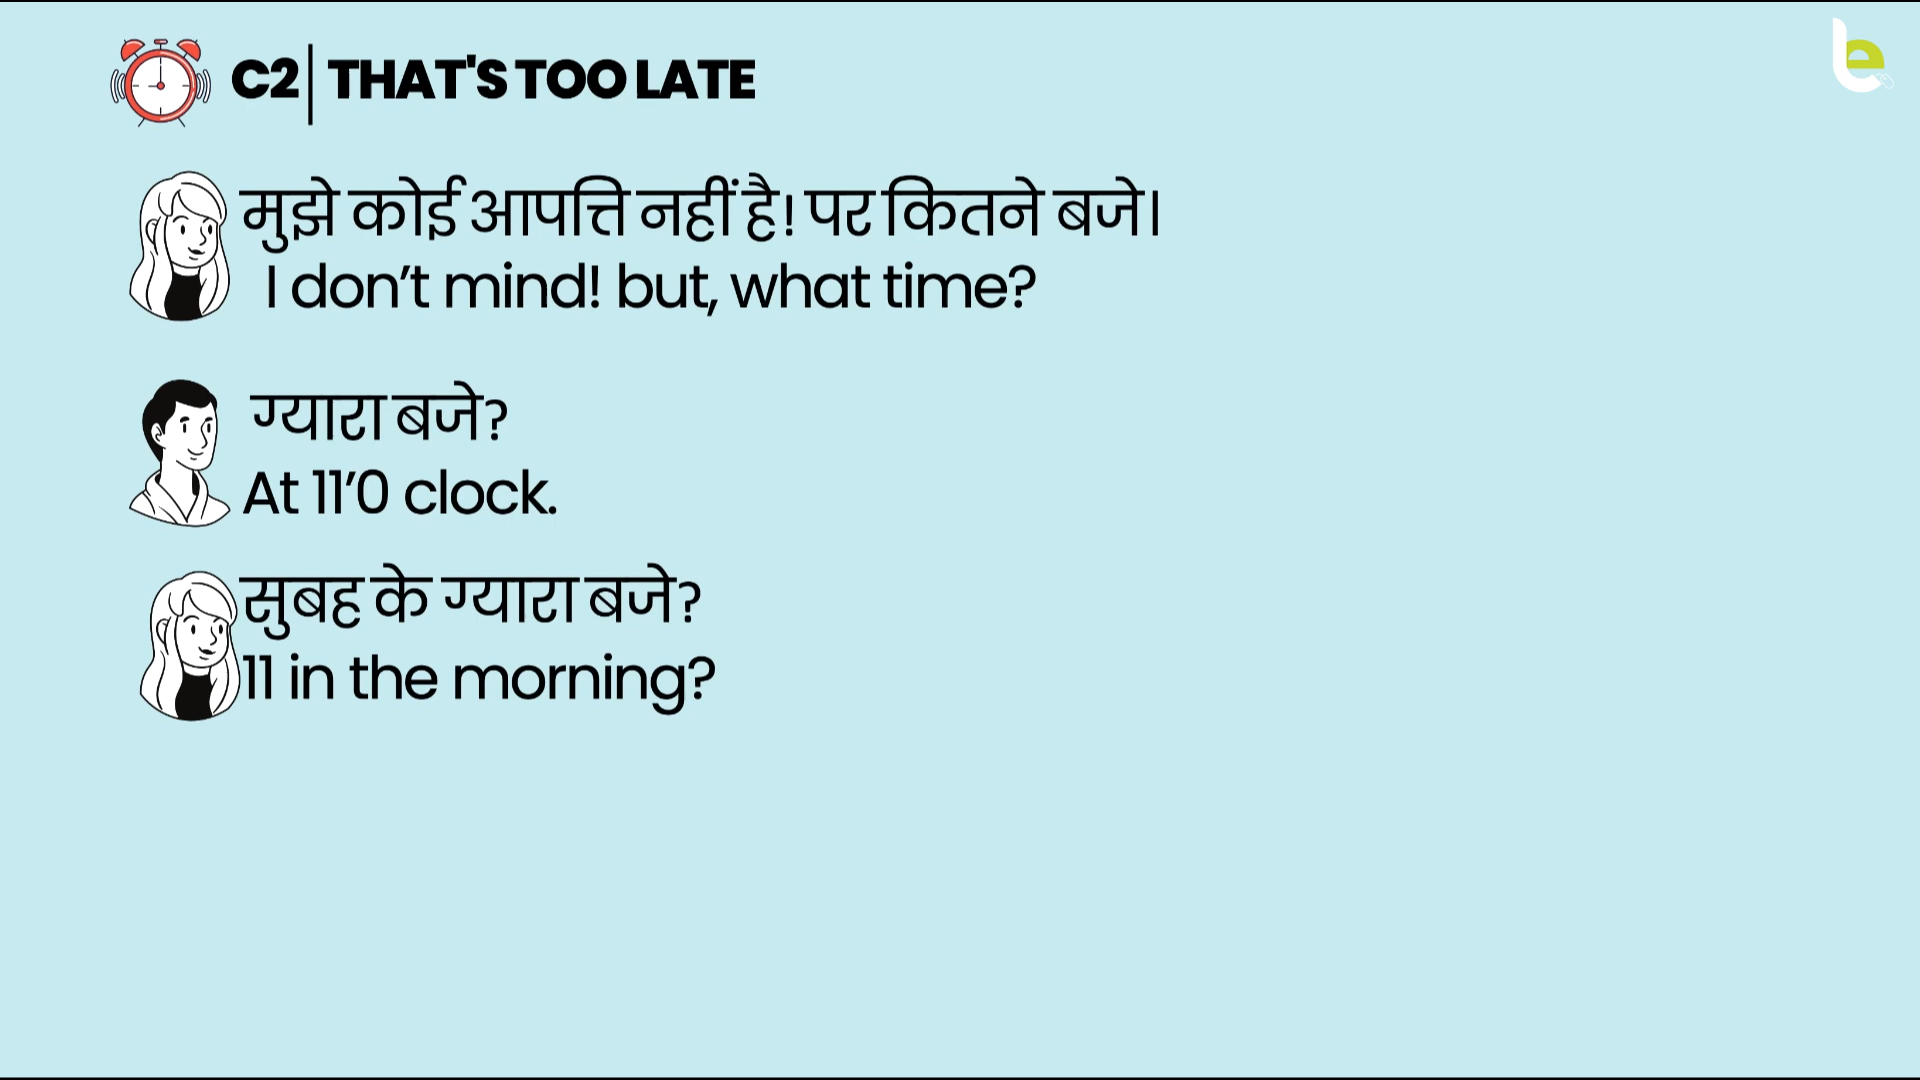 C2 | THAT'S TOO LATE
मुझे कोई आपत्ति नहीं है! पर कितने बजे।
I don’t mind! but, what time?
ग्यारा बजे?
At 11’0 clock.
सुबह के ग्यारा बजे?
11 in the morning?